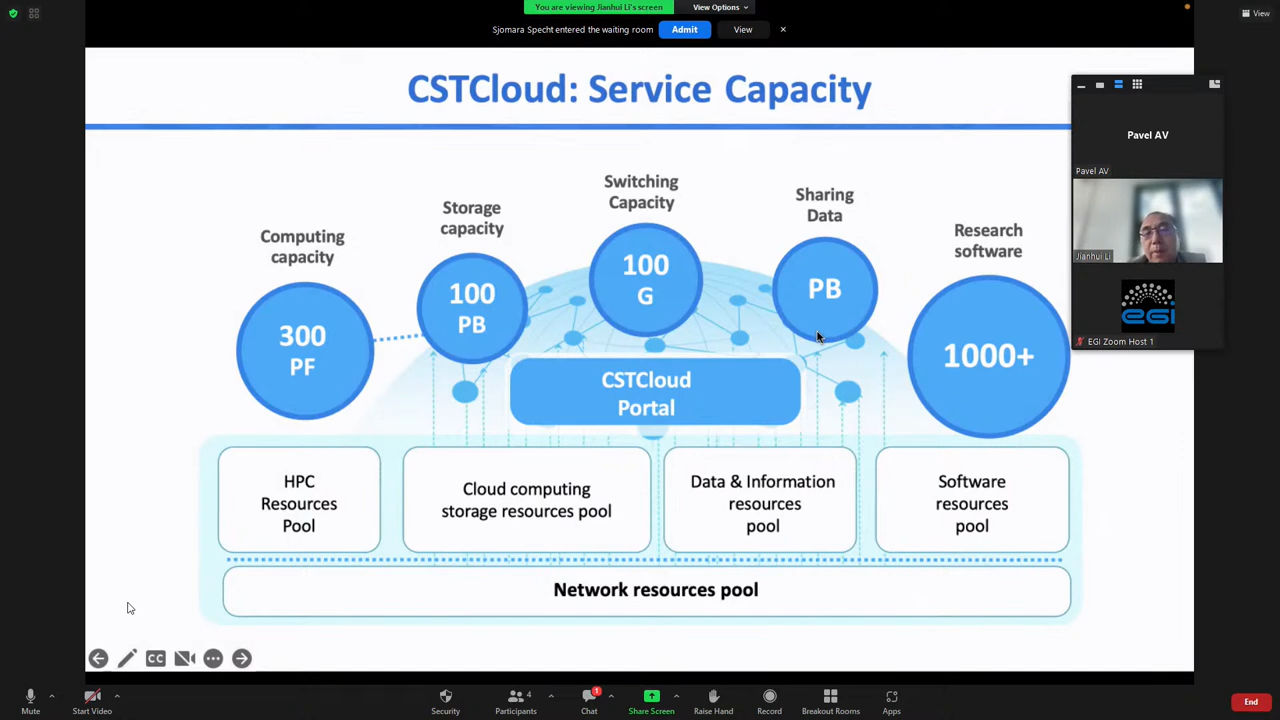 You are viewing Jianhui Li's screen
View Options
View
Sjomara Specht entered the waiting room
Admit
View
CSTCloud: Service Capacity
Computing
capacity
300
PF
Storage
capacity
100
PB
Switching
Capacity
100
G
Sharing
Data
PB
Research
software
1000+
CSTCloud
Portal
HPC
Resources
Pool
Cloud computing
storage resources pool
Data & Information
resources
pool
Software
resources
pool
Network resources pool
Pavel AV
Pavel AV
Jianhui Li
EGI
EGI Zoom Host 1
CC
Mute
Start Video
Security
4
Participants
1
Chat
Share Screen
Raise Hand
Record
Breakout Rooms
Apps
End